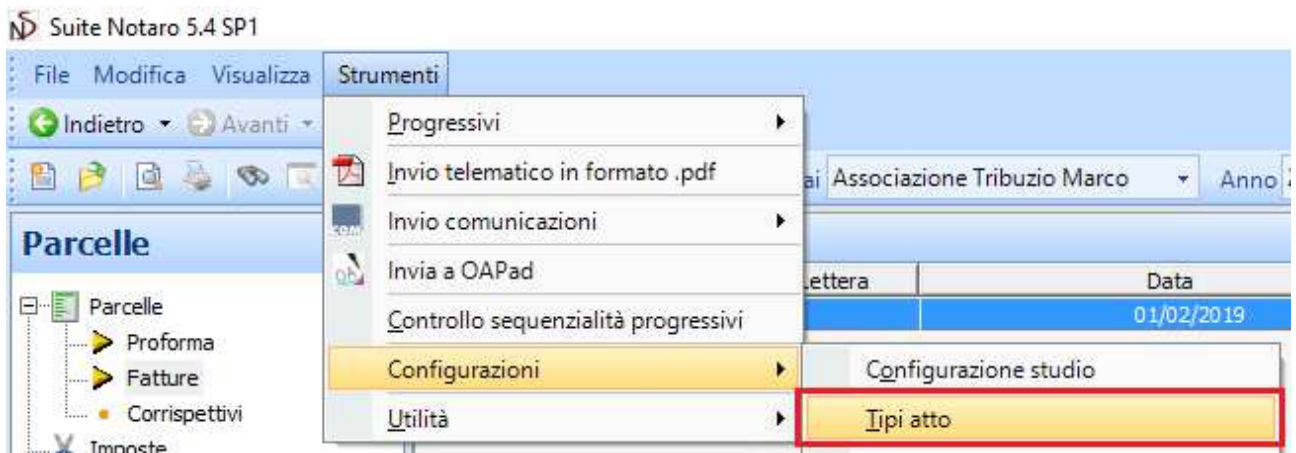 Suite Notaro 5.4 SP1
File Modifica Visualizza Strumenti
Indietro Avanti
Progressivi
Invio telematico in formato .pdf
Associazione Tribuzio Marco Anno
Invio comunicazioni
Parcelle
Invia a OAPad
ettera Data
Parcelle
01/02/2019
Controllo sequenzialità progressivi
Proforma
Configurazioni Configurazione studio
Fatture
Corrispettivi
Utilità Tipi atto
Imposte